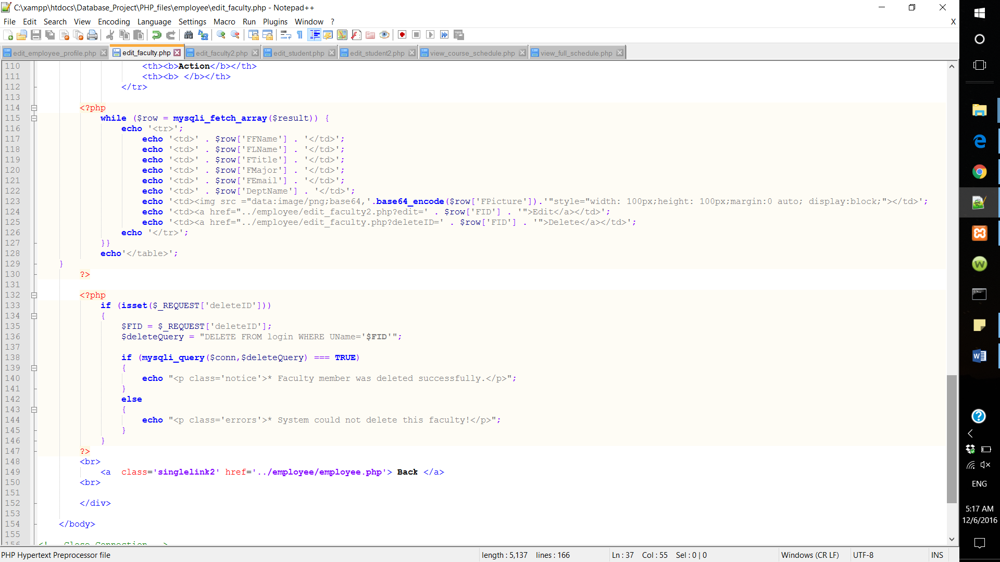 C:\xampp\htdocs\Database_Project\PHP_files\employee\edit_faculty.php - Notepad++
File Edit Search View Encoding Language Settings Macro Run Plugins Window ? X
edit_employee_profile.php edit_faculty.php edit_faculty2.php edit_student.php edit_student2.php view_course_schedule.php view_full_schedule.php
110 <th><b>Action</b></th>
111 <th><b> </b></th>
112 </tr>
113
114 <?php
115 while ($row = mysqli_fetch_array($result)) {
116 echo '<tr>';
117 echo '<td>' . $row['FFName'] . '</td>';
118 echo '<td>' . $row['FLName'] . '</td>';
119 echo '<td>' . $row['FTitle'] . '</td>';
120 echo '<td>' . $row['FMajor'] . '</td>';
121 echo '<td>' . $row['FEmail'] . '</td>';
122 echo '<td>' . $row['DeptName'] . '</td>';
123 echo '<td><img src ="data:image/png;base64,'.base64_encode($row['FPicture']).'"style="width: 100px;height: 100px;margin:0 auto; display:block;"></td>';
124 echo '<td><a href="../employee/edit_faculty2.php?edit=' . $row['FID'] . '">Edit</a></td>';
125 echo '<td><a href="../employee/edit_faculty.php?deleteID=' . $row['FID'] . '">Delete</a></td>';
126 echo '</tr>';
127 }}
128 echo'</table>';
129 }
130 ?>
131
132 <?php
133 if (isset($_REQUEST['deleteID']))
134 {
135 $FID = $_REQUEST['deleteID'];
136 $deleteQuery = "DELETE FROM login WHERE UName='$FID'";
137
138 if (mysqli_query($conn,$deleteQuery) === TRUE)
139 {
140 echo "<p class='notice'>* Faculty member was deleted successfully.</p>";
141 }
142 else
143 {
144 echo "<p class='errors'>* System could not delete this faculty!</p>";
145 }
146 }
147 ?>
148 <br>
149 <a  class='singlelink2' href='../employee/employee.php'> Back </a>
150 <br>
151
152 </div>
153
154 </body>
155
156 <!-- Close Connection -->
PHP Hypertext Preprocessor file length : 5,137 lines : 166 Ln : 37 Col : 55 Sel : 0 | 0 Windows (CR LF) UTF-8 INS
ENG
5:17 AM
12/6/2016